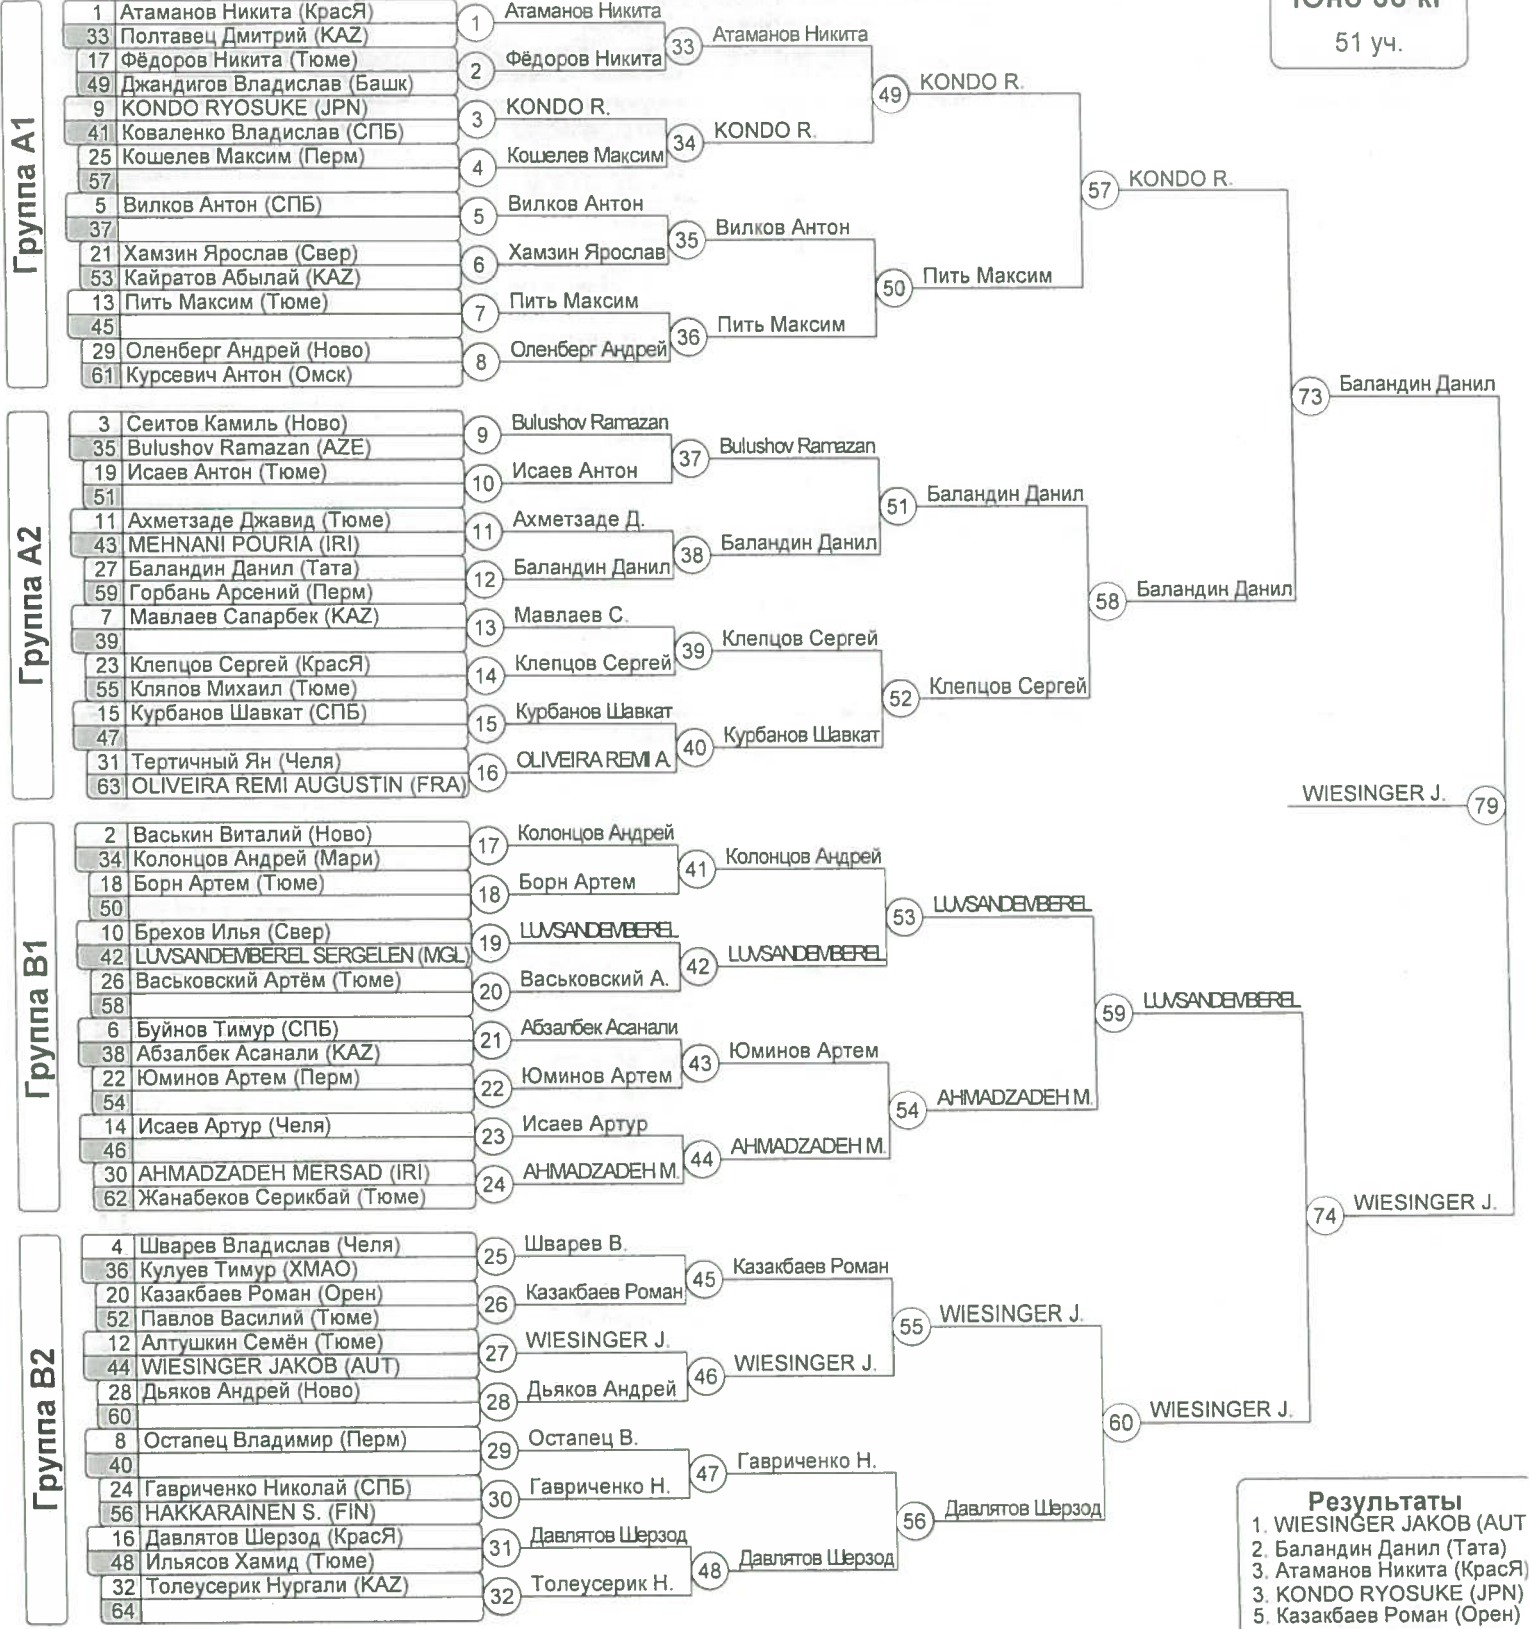 51 уч.
Группа A1
1 Атаманов Никита (КрасЯ)
33 Полтавец Дмитрий (KAZ)
17 Фёдоров Никита (Тюме)
49 Джандигов Владислав (Башк)
9 KONDO RYOSUKE (JPN)
41 Коваленко Владислав (СПБ)
25 Кошелев Максим (Перм)
57
5 Вилков Антон (СПБ)
37
21 Хамзин Ярослав (Свер)
53 Кайратов Абылай (KAZ)
13 Пить Максим (Тюме)
45
29 Оленберг Андрей (Ново)
61 Курсевич Антон (Омск)
1 Атаманов Никита
2 Фёдоров Никита
3 KONDO R.
4 Кошелев Максим
5 Вилков Антон
6 Хамзин Ярослав
7 Пить Максим
8 Оленберг Андрей
33 Атаманов Никита
34 KONDO R.
35 Вилков Антон
36 Пить Максим
49 KONDO R.
50 Пить Максим
57 KONDO R.
Группа A2
3 Сеитов Камиль (Ново)
35 Bulushov Ramazan (AZE)
19 Исаев Антон (Тюме)
51
11 Ахметзаде Джавид (Тюме)
43 MEHNANI POURIA (IRI)
27 Баландин Данил (Тата)
59 Горбань Арсений (Перм)
7 Мавлаев Сапарбек (KAZ)
39
23 Клепцов Сергей (КрасЯ)
55 Кляпов Михаил (Тюме)
15 Курбанов Шавкат (СПБ)
47
31 Тертичный Ян (Челя)
63 OLIVEIRA REMI AUGUSTIN (FRA)
9 Bulushov Ramazan
10 Исаев Антон
11 Ахметзаде Д.
12 Баландин Данил
13 Мавлаев С.
14 Клепцов Сергей
15 Курбанов Шавкат
16 OLIVEIRA REMI A.
37 Bulushov Ramazan
38 Баландин Данил
39 Клепцов Сергей
40 Курбанов Шавкат
51 Баландин Данил
52 Клепцов Сергей
58 Баландин Данил
73 Баландин Данил
Группа B1
2 Васькин Виталий (Ново)
34 Колонцов Андрей (Мари)
18 Борн Артем (Тюме)
50
10 Брехов Илья (Свер)
42 LUVSANDEMBEREL SERGELEN (MGL)
26 Васьковский Артём (Тюме)
58
6 Буйнов Тимур (СПБ)
38 Абзалбек Асанали (KAZ)
22 Юминов Артем (Перм)
54
14 Исаев Артур (Челя)
46
30 AHMADZADEH MERSAD (IRI)
62 Жанабеков Серикбай (Тюме)
17 Колонцов Андрей
18 Борн Артем
19 LUVSANDEMBEREL
20 Васьковский А.
21 Абзалбек Асанали
22 Юминов Артем
23 Исаев Артур
24 AHMADZADEH M.
41 Колонцов Андрей
42 LUVSANDEMBEREL
43 Юминов Артем
44 AHMADZADEH M.
53 LUVSANDEMBEREL
54 AHMADZADEH M.
59 LUVSANDEMBEREL
Группа B2
4 Шварев Владислав (Челя)
36 Кулуев Тимур (ХМАО)
20 Казакбаев Роман (Орен)
52 Павлов Василий (Тюме)
12 Алтушкин Семён (Тюме)
44 WIESINGER JAKOB (AUT)
28 Дьяков Андрей (Ново)
60
8 Остапец Владимир (Перм)
40
24 Гавриченко Николай (СПБ)
56 HAKKARAINEN S. (FIN)
16 Давлятов Шерзод (КрасЯ)
48 Ильясов Хамид (Тюме)
32 Толеусерик Нургали (KAZ)
64
25 Шварев В.
26 Казакбаев Роман
27 WIESINGER J.
28 Дьяков Андрей
29 Остапец В.
30 Гавриченко Н.
31 Давлятов Шерзод
32 Толеусерик Н.
45 Казакбаев Роман
46 WIESINGER J.
47 Гавриченко Н.
48 Давлятов Шерзод
55 WIESINGER J.
56 Давлятов Шерзод
60 WIESINGER J.
74 WIESINGER J.
WIESINGER J. 79
Результаты
1. WIESINGER JAKOB (AUT
2. Баландин Данил (Тата)
3. Атаманов Никита (КрасЯ)
3. KONDO RYOSUKE (JPN)
5. Казакбаев Роман (Орен)